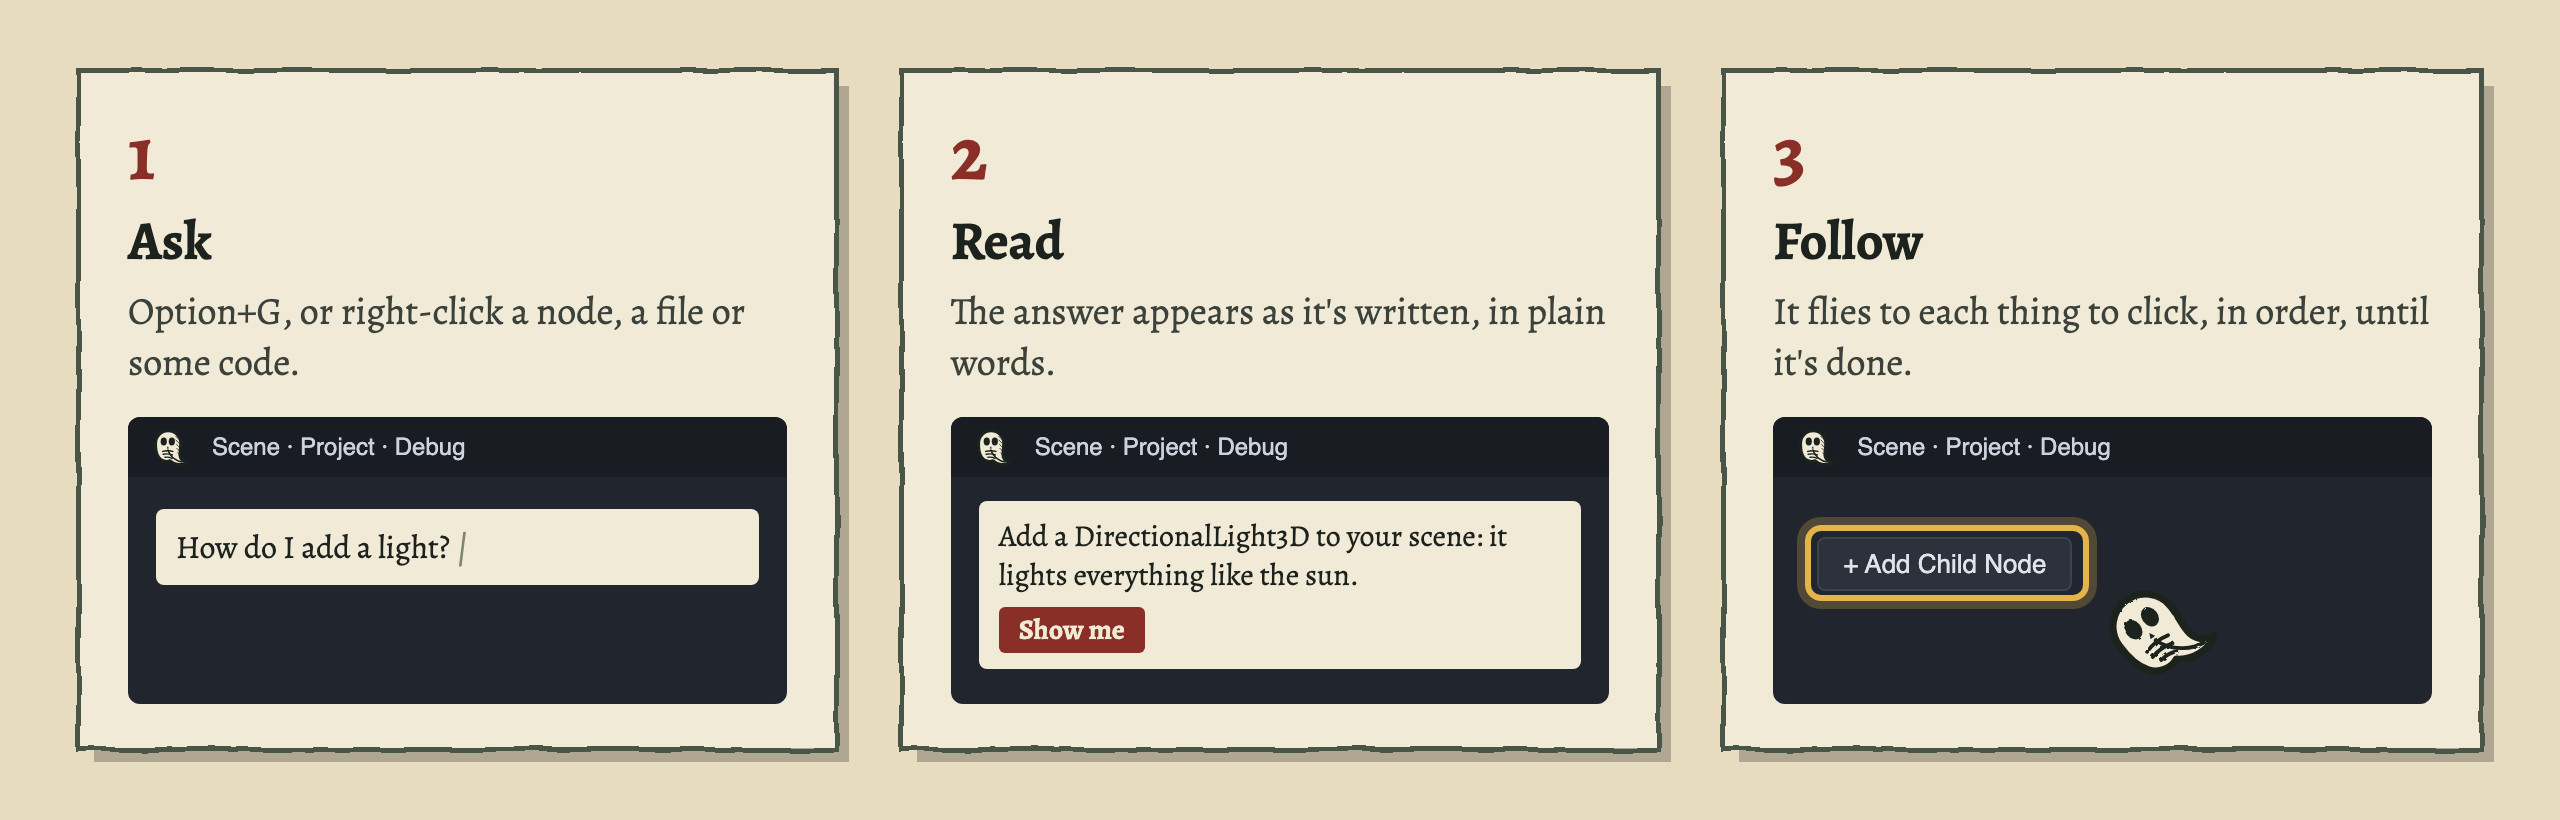 1
Ask
Option+G, or right-click a node, a file or
some code.
Scene · Project · Debug
How do I add a light?
2
Read
The answer appears as it's written, in plain
words.
Scene · Project · Debug
Add a DirectionalLight3D to your scene: it
lights everything like the sun.
Show me
3
Follow
It flies to each thing to click, in order, until
it's done.
Scene · Project · Debug
+ Add Child Node